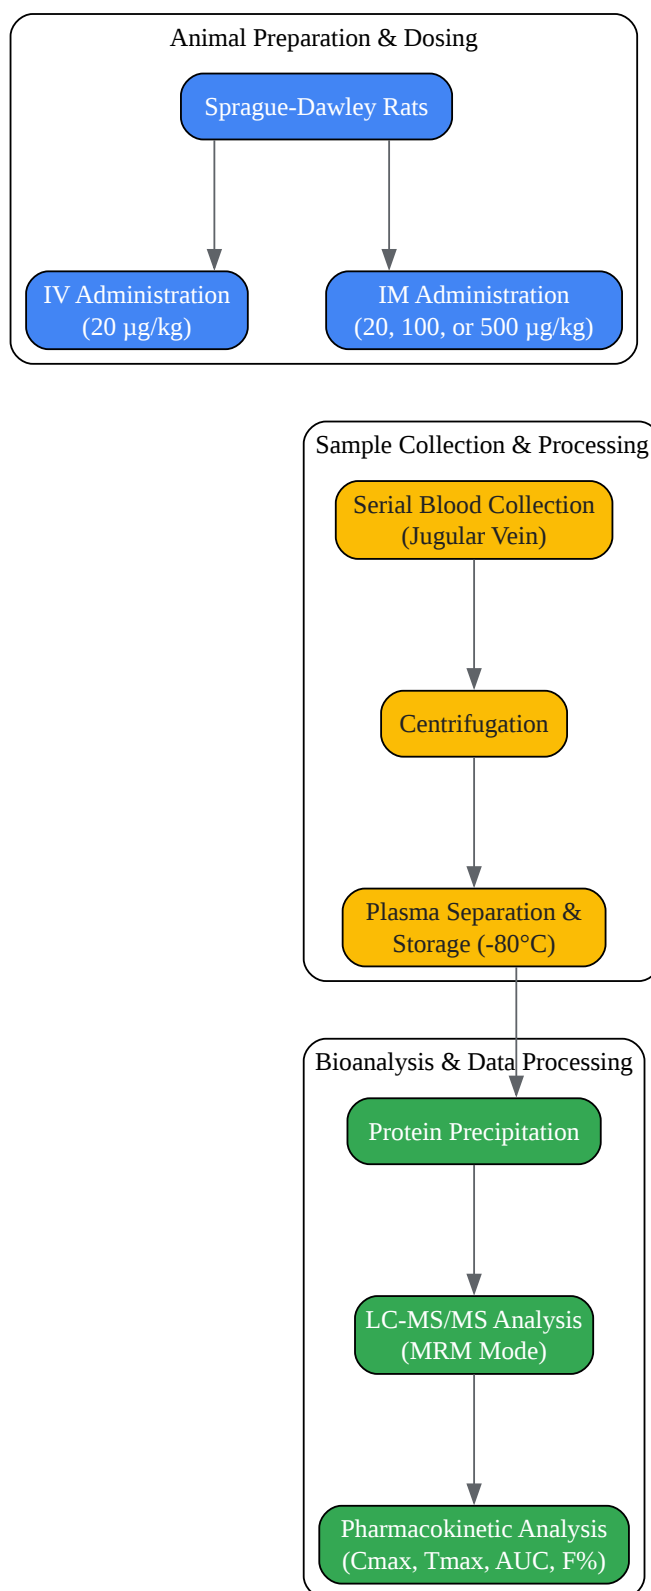 Animal Preparation & Dosing
Sprague-Dawley Rats
IV Administration
(20 µg/kg)
IM Administration
(20, 100, or 500 µg/kg)
Sample Collection & Processing
Serial Blood Collection
(Jugular Vein)
Centrifugation
Plasma Separation &
Storage (-80°C)
Bioanalysis & Data Processing
Protein Precipitation
LC-MS/MS Analysis
(MRM Mode)
Pharmacokinetic Analysis
(Cmax, Tmax, AUC, F%)